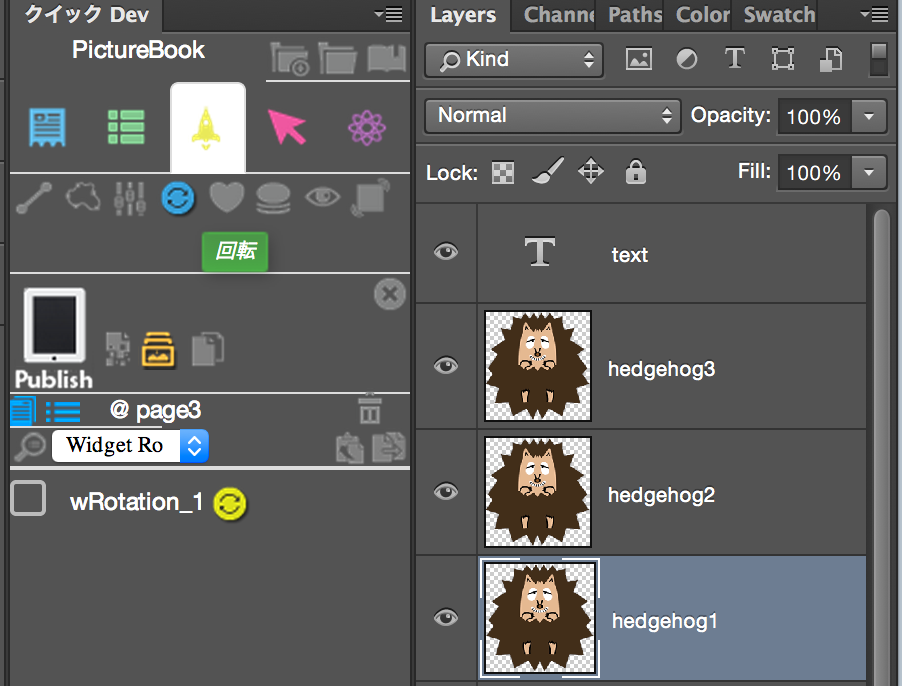 クイック Dev
PictureBook
回転
Publish
@ page3
Widget Ro
wRotation_1
Layers Channe Paths Color Swatch
Kind
Normal Opacity: 100%
Lock: Fill: 100%
text
hedgehog3
hedgehog2
hedgehog1